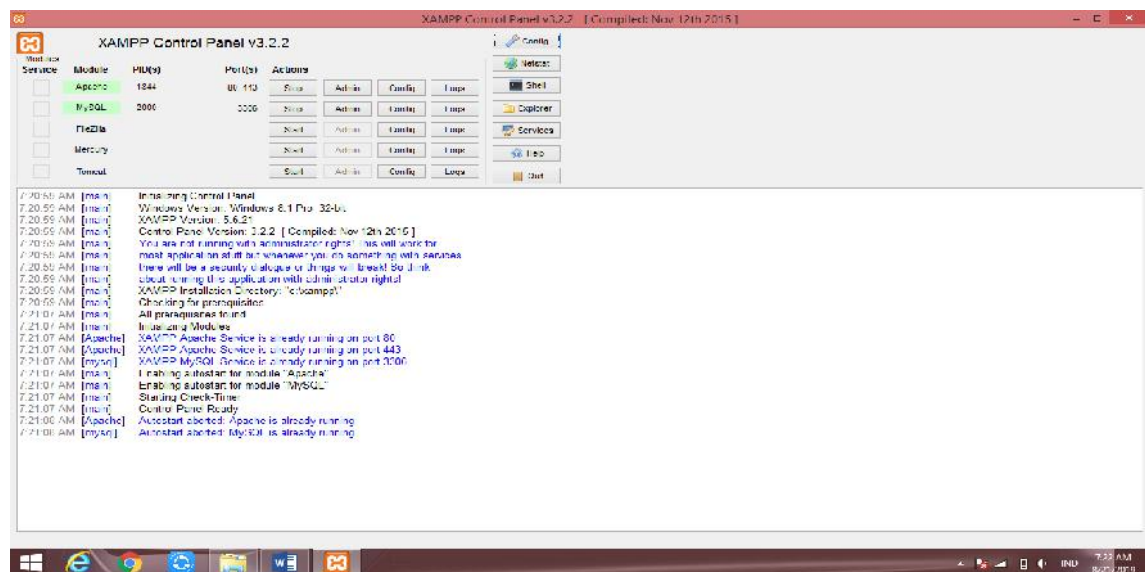 XAMPP Control Panel v3.2.2 [ Compiled: Nov 12th 2015 ]
XAMPP Control Panel v3.2.2
Config
Modules
Service Module PID(s) Port(s) Actions
Netstat
Apache 1844 80, 443 Stop Admin Config Logs
Shell
MySQL 3306 Stop Admin Config Logs
Explorer
FileZilla Start Admin Config Logs
Services
Mercury Start Admin Config Logs
Help
Tomcat Start Admin Config Logs
Quit
7:20:59 AM [main] Initializing Control Panel
7:20:59 AM [main] Windows Version: Windows 8.1 Pro 32-bit
7:20:59 AM [main] XAMPP Version: 5.6.21
7:20:59 AM [main] Control Panel Version: 3.2.2 [ Compiled: Nov 12th 2015 ]
7:20:59 AM [main] You are not running with administrator rights! This will work for
7:20:59 AM [main] most application stuff but whenever you do something with services
7:20:59 AM [main] there will be a security dialogue or things will break! So think
7:20:59 AM [main] about running this application with administrator rights!
7:20:59 AM [main] XAMPP Installation Directory: "c:\xampp\"
7:20:59 AM [main] Checking for prerequisites
7:21:07 AM [main] All prerequisites found
7:21:07 AM [main] Initializing Modules
7:21:07 AM [Apache] XAMPP Apache Service is already running on port 80
7:21:07 AM [Apache] XAMPP Apache Service is already running on port 443
7:21:07 AM [mysql] XAMPP MySQL Service is already running on port 3306
7:21:07 AM [main] Enabling autostart for module "Apache"
7:21:07 AM [main] Enabling autostart for module "MySQL"
7:21:07 AM [main] Starting Check-Timer
7:21:07 AM [main] Control Panel Ready
7:21:08 AM [Apache] Autostart aborted: Apache is already running
7:21:08 AM [mysql] Autostart aborted: MySQL is already running
IND
7:22 AM